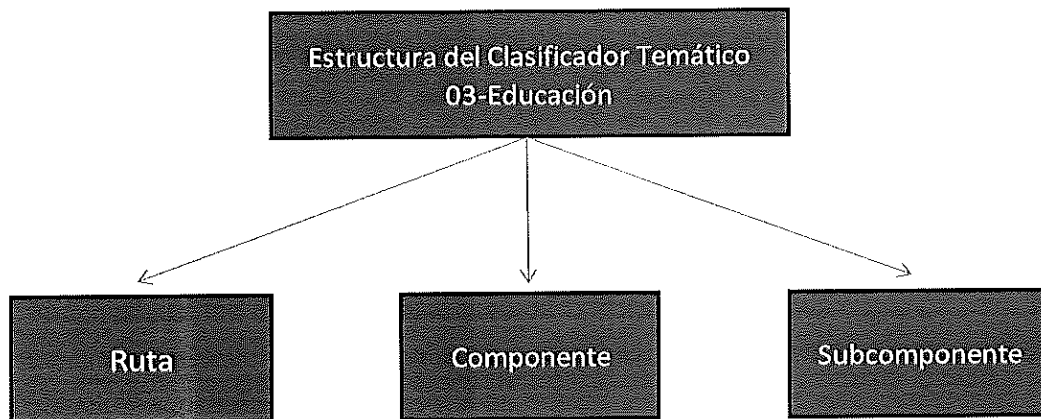 Estructura del Clasificador Temático
03-Educación
Ruta
Componente
Subcomponente